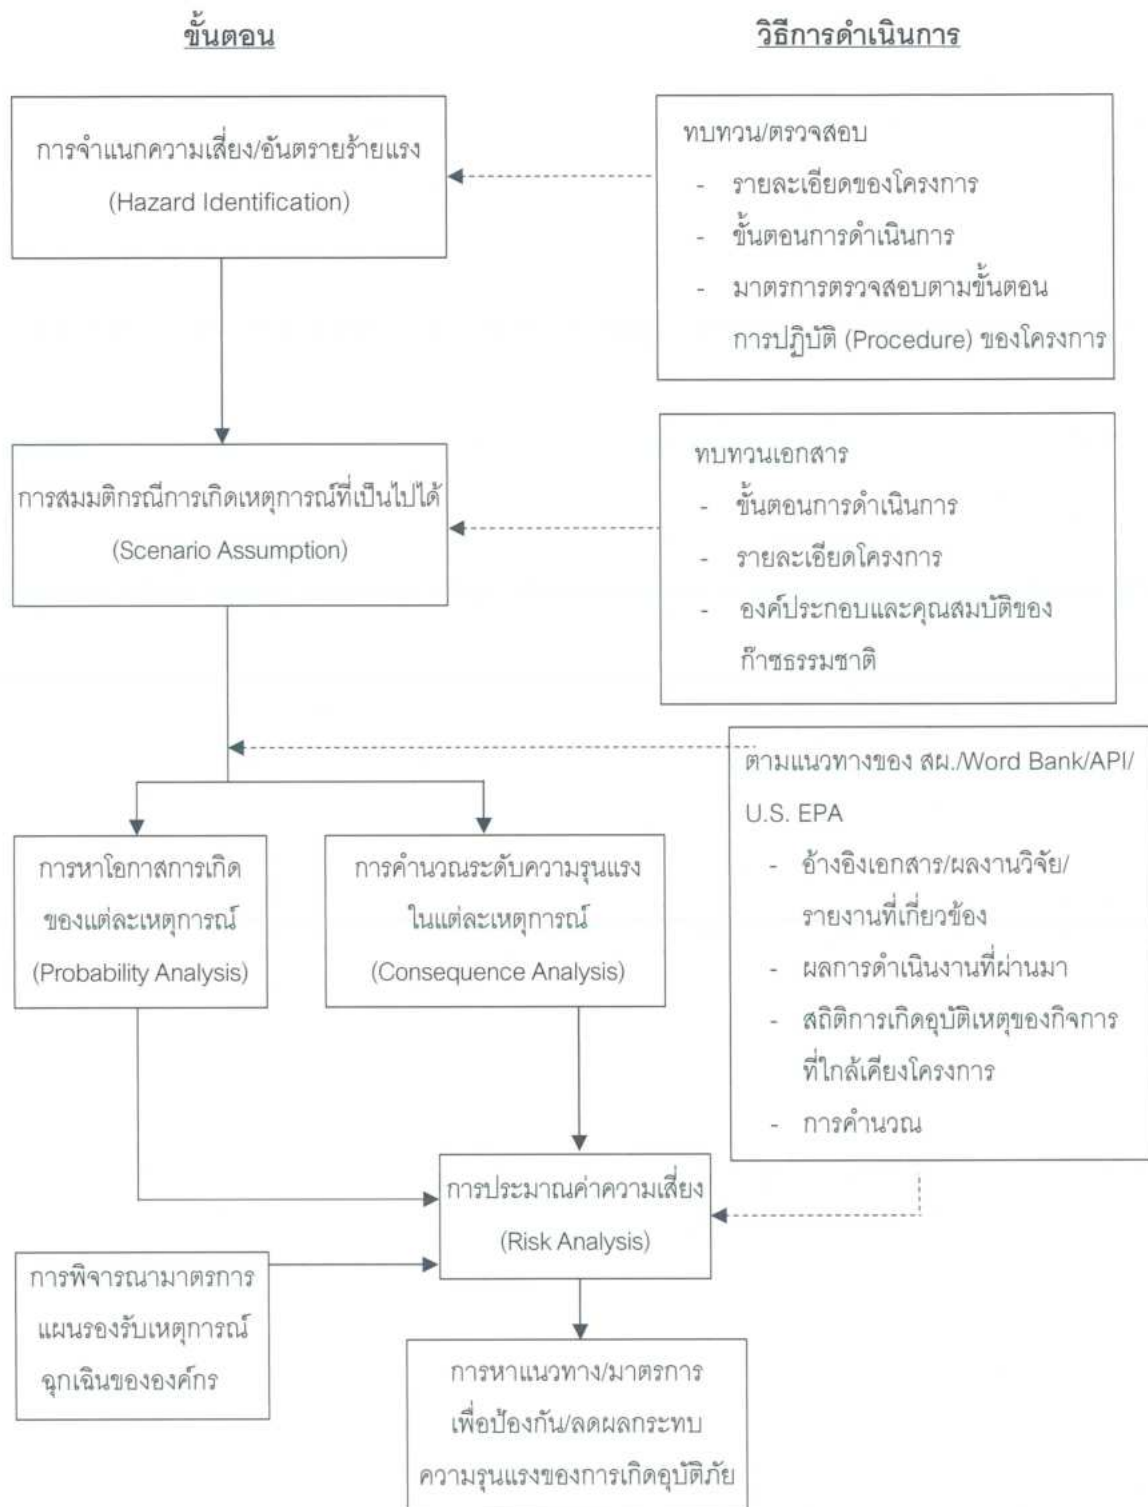 ขั้นตอน
วิธีการดำเนินการ
การจำแนกความเสี่ยง/อันตรายร้ายแรง
(Hazard Identification)
ทบทวน/ตรวจสอบ
- รายละเอียดของโครงการ
- ขั้นตอนการดำเนินการ
- มาตรการตรวจสอบตามขั้นตอน
การปฏิบัติ (Procedure) ของโครงการ
การสมมติกรณีการเกิดเหตุการณ์ที่เป็นไปได้
(Scenario Assumption)
ทบทวนเอกสาร
- ขั้นตอนการดำเนินการ
- รายละเอียดโครงการ
- องค์ประกอบและคุณสมบัติของ
ก๊าซธรรมชาติ
ตามแนวทางของ สผ./Word Bank/API/
U.S. EPA
- อ้างอิงเอกสาร/ผลงานวิจัย/
รายงานที่เกี่ยวข้อง
- ผลการดำเนินงานที่ผ่านมา
- สถิติการเกิดอุบัติเหตุของกิจการ
ที่ใกล้เคียงโครงการ
- การคำนวณ
การหาโอกาสการเกิด
ของแต่ละเหตุการณ์
(Probability Analysis)
การคำนวณระดับความรุนแรง
ในแต่ละเหตุการณ์
(Consequence Analysis)
การประมาณค่าความเสี่ยง
(Risk Analysis)
การพิจารณามาตรการ
แผนรองรับเหตุการณ์
ฉุกเฉินขององค์กร
การหาแนวทาง/มาตรการ
เพื่อป้องกัน/ลดผลกระทบ
ความรุนแรงของการเกิดอุบัติภัย